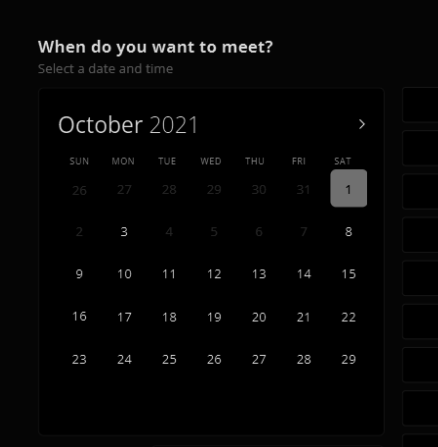 When do you want to meet?
Select a date and time
October 2021
SUN MON TUE WED THU FRI SAT
26 27 28 29 30 31 1
2 3 4 5 6 7 8
9 10 11 12 13 14 15
16 17 18 19 20 21 22
23 24 25 26 27 28 29